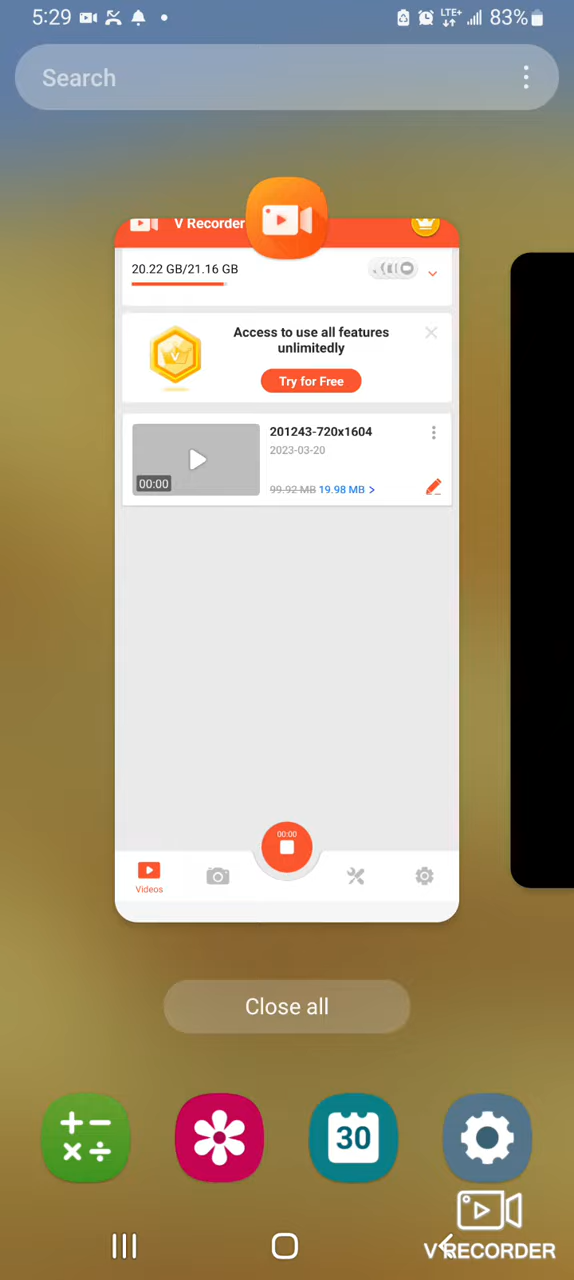 5:29
LTE+
83%
Search
V Recorder
20.22 GB/21.16 GB
Access to use all features
unlimitedly
Try for Free
201243-720x1604
2023-03-20
00:00
99.92 MB 19.98 MB >
00:00
Videos
Close all
30
V RECORDER